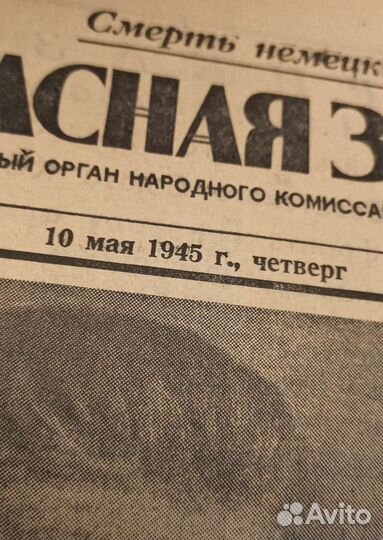 Смерть немецк
АСНАЯ З
ЫЙ ОРГАН НАРОДНОГО КОМИССА
10 мая 1945 г., четверг
Avito